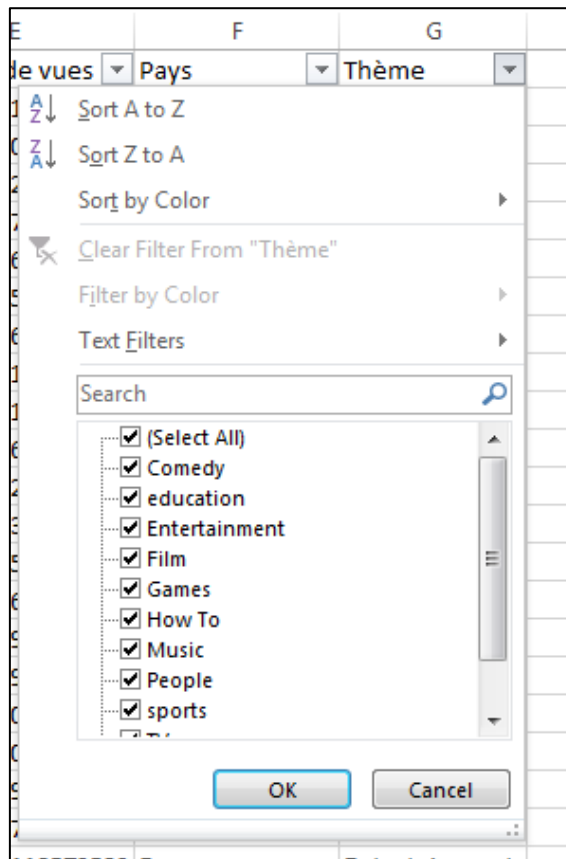 E F G
de vues Pays Thème
Sort A to Z
Sort Z to A
Sort by Color
Clear Filter From "Thème"
Filter by Color
Text Filters
Search
(Select All)
Comedy
education
Entertainment
Film
Games
How To
Music
People
sports
OK Cancel